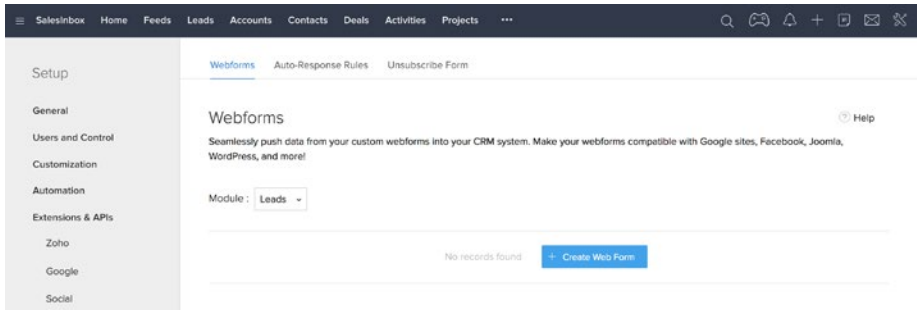 SalesInbox Home Feeds Leads Accounts Contacts Deals Activities Projects •••
Setup
Webforms Auto-Response Rules Unsubscribe Form
General
Webforms
? Help
Users and Control
Seamlessly push data from your custom webforms into your CRM system. Make your webforms compatible with Google sites, Facebook, Joomla,
WordPress, and more!
Customization
Automation
Module : Leads
Extensions & APIs
Zoho
No records found + Create Web Form
Google
Social